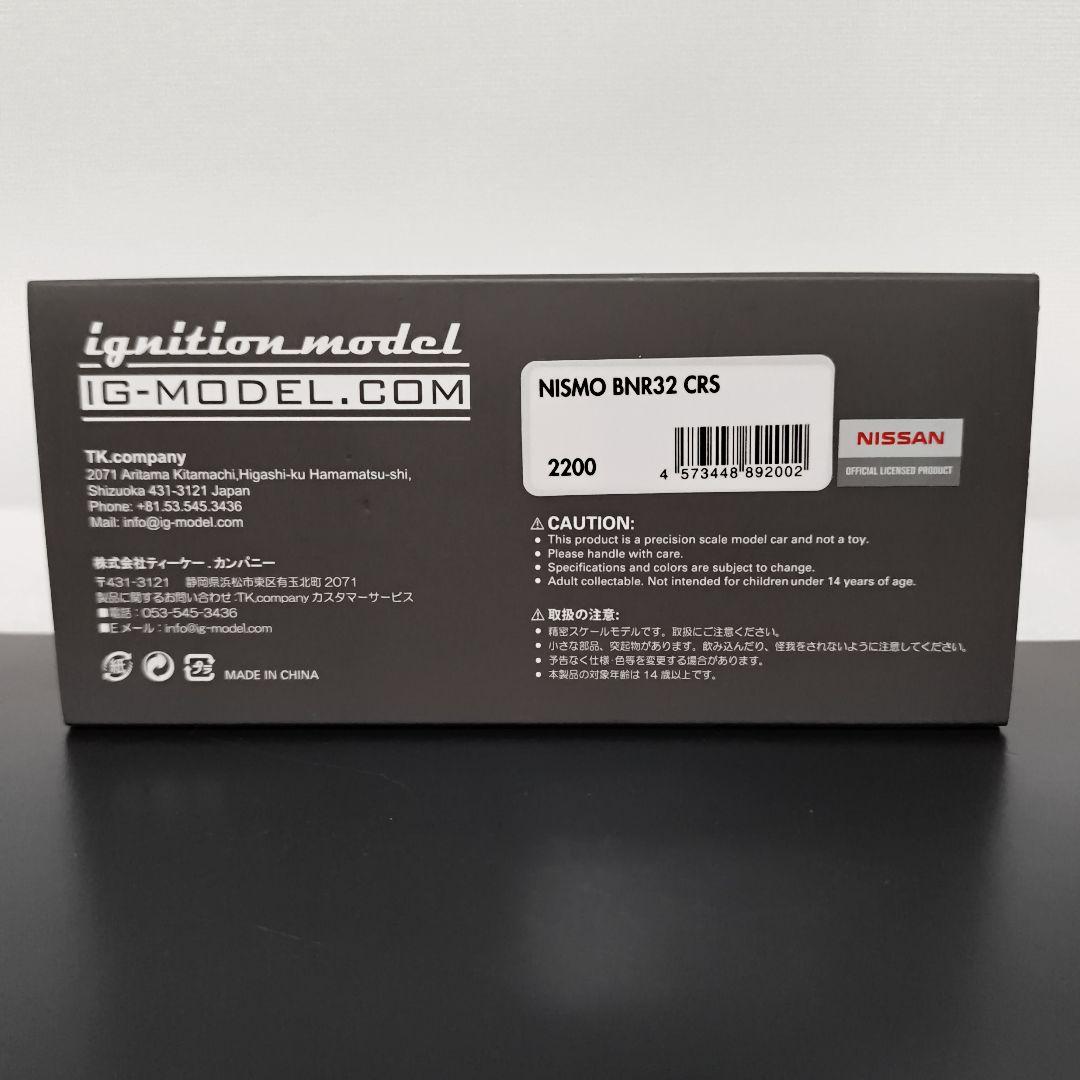 ignition model
IG-MODEL.COM
TK.company
2071 Aritama Kitamachi,Higashi-ku Hamamatsu-shi,
Shizuoka 431-3121 Japan
Phone: +81.53.545.3436
Mail: info@ig-model.com
株式会社ティーケー.カンパニー
〒431-3121 静岡県浜松市東区有玉北町 2071
製品に関するお問い合わせ:TK.company カスタマーサービス
■電話:053-545-3436
■Eメール:info@ig-model.com
紙 プラ MADE IN CHINA
NISMO BNR32 CRS
2200
4 573448 892002
NISSAN
OFFICIAL LICENSED PRODUCT
⚠ CAUTION:
• This product is a precision scale model car and not a toy.
• Please handle with care.
• Specifications and colors are subject to change.
• Adult collectable. Not intended for children under 14 years of age.
⚠ 取扱の注意:
• 精密スケールモデルです。取扱にご注意ください。
• 小さな部品、突起物があります。飲み込んだり、怪我をされないように注意してください。
• 予告なく仕様・色等を変更する場合があります。
• 本製品の対象年齢は 14 歳以上です。